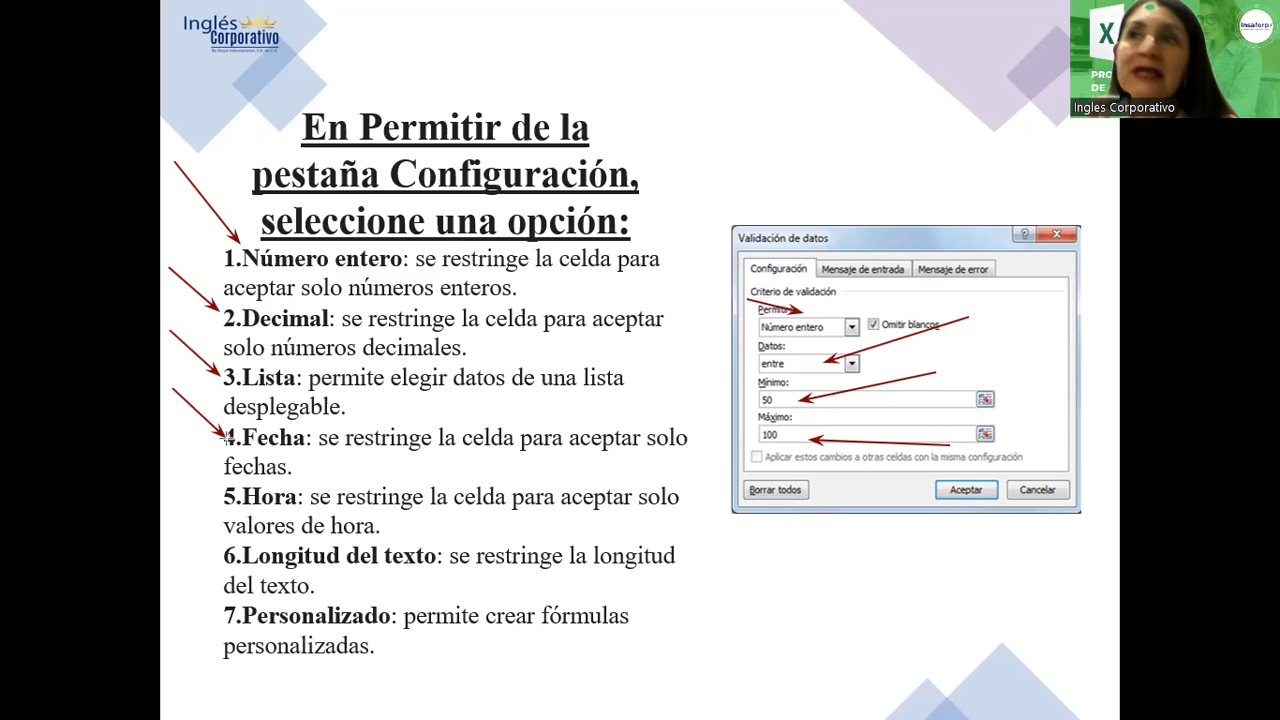 Inglés
Corporativo
En Permitir de la
pestaña Configuración,
seleccione una opción:
1.Número entero: se restringe la celda para
aceptar solo números enteros.
2.Decimal: se restringe la celda para aceptar
solo números decimales.
3.Lista: permite elegir datos de una lista
desplegable.
4.Fecha: se restringe la celda para aceptar solo
fechas.
5.Hora: se restringe la celda para aceptar solo
valores de hora.
6.Longitud del texto: se restringe la longitud
del texto.
7.Personalizado: permite crear fórmulas
personalizadas.
Validación de datos
Configuración Mensaje de entrada Mensaje de error
Criterio de validación
Número entero Omitir blancos
Datos:
entre
Mínimo:
50
Máximo:
100
Aplicar estos cambios a otras celdas con la misma configuración
Borrar todos Aceptar Cancelar
X
PRO
DE
Insaforp
Ingles Corporativo